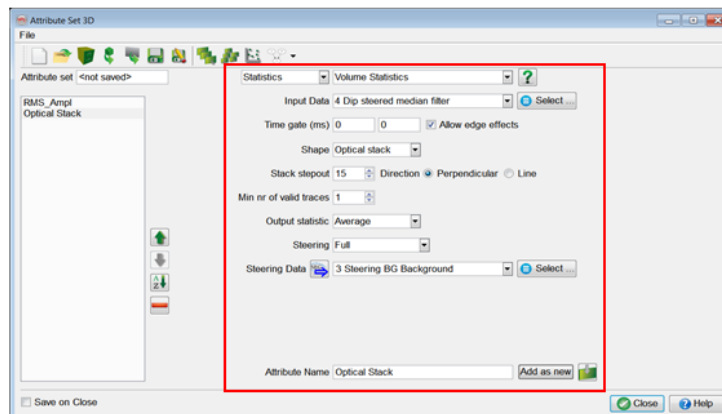 Attribute Set 3D
File
Attribute set <not saved>
RMS_Ampl
Optical Stack
Statistics Volume Statistics ?
Input Data 4 Dip steered median filter Select ...
Time gate (ms) 0 0 Allow edge effects
Shape Optical stack
Stack stepout 15 Direction Perpendicular Line
Min nr of valid traces 1
Output statistic Average
Steering Full
Steering Data 3 Steering BG Background Select ...
Attribute Name Optical Stack Add as new
Save on Close Close Help